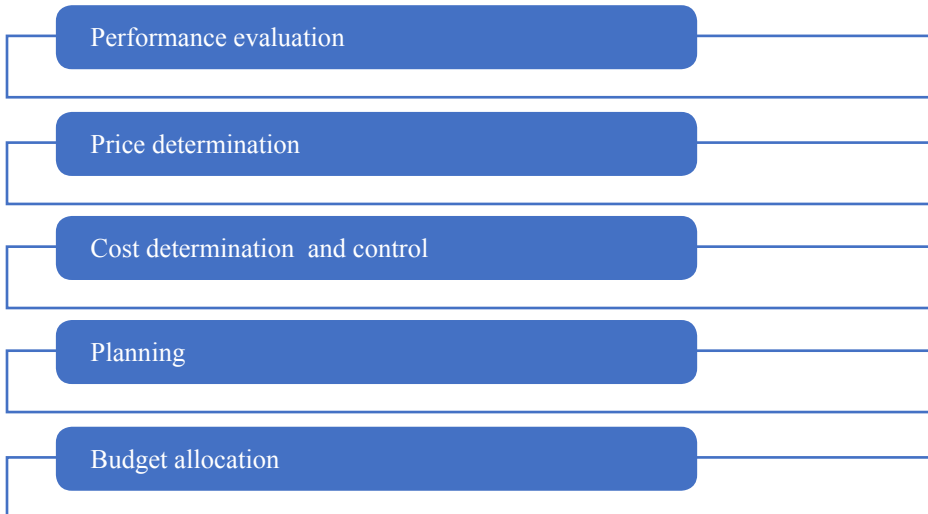 Performance evaluation
Price determination
Cost determination  and control
Planning
Budget allocation